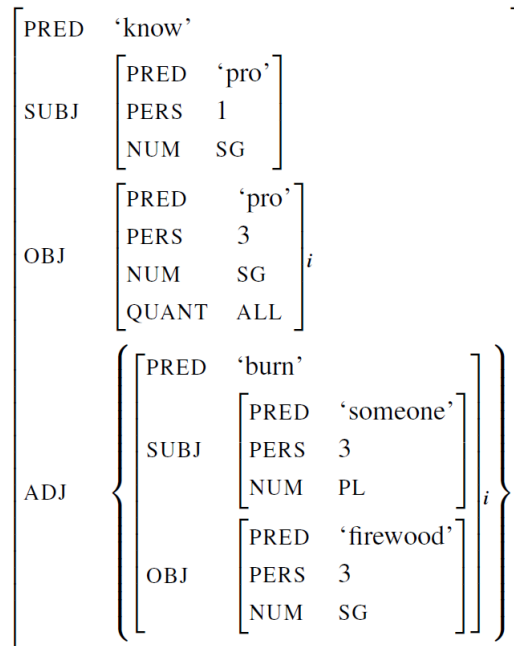 PRED ‘know’
PRED ‘pro’
SUBJ PERS 1
NUM SG
PRED ‘pro’
PERS 3
OBJ NUM SG i
QUANT ALL
PRED ‘burn’
PRED ‘someone’
SUBJ PERS 3
NUM PL
ADJ i
PRED ‘firewood’
OBJ PERS 3
NUM SG